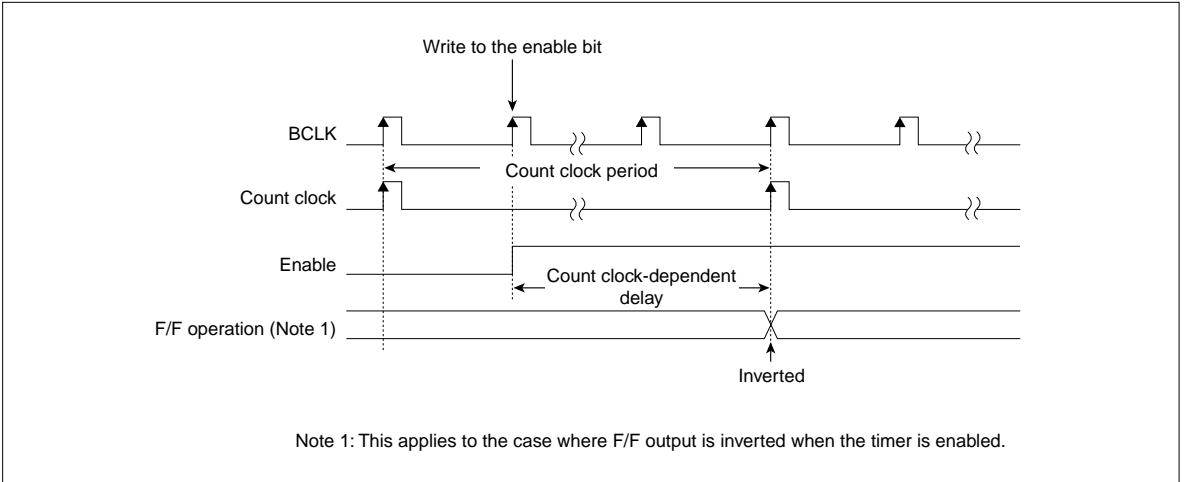 Write to the enable bit
BCLK
Count clock period
Count clock
Enable
Count clock-dependent
delay
F/F operation (Note 1)
Inverted
Note 1: This applies to the case where F/F output is inverted when the timer is enabled.